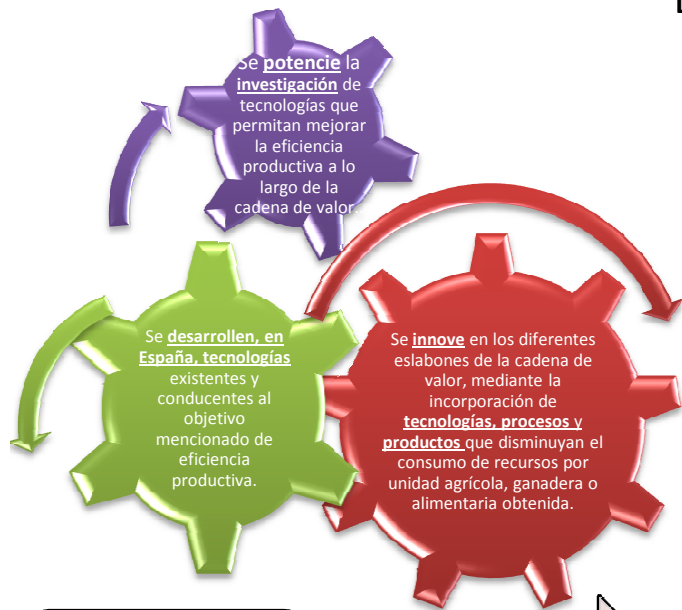 Se potencie la
investigación de
tecnologías que
permitan mejorar
la eficiencia
productiva a lo
largo de la
cadena de valor.
Se desarrollen, en
España, tecnologías
existentes y
conducentes al
objetivo
mencionado de
eficiencia
productiva.
Se innove en los diferentes
eslabones de la cadena de
valor, mediante la
incorporación de
tecnologías, procesos y
productos que disminuyan el
consumo de recursos por
unidad agrícola, ganadera o
alimentaria obtenida.